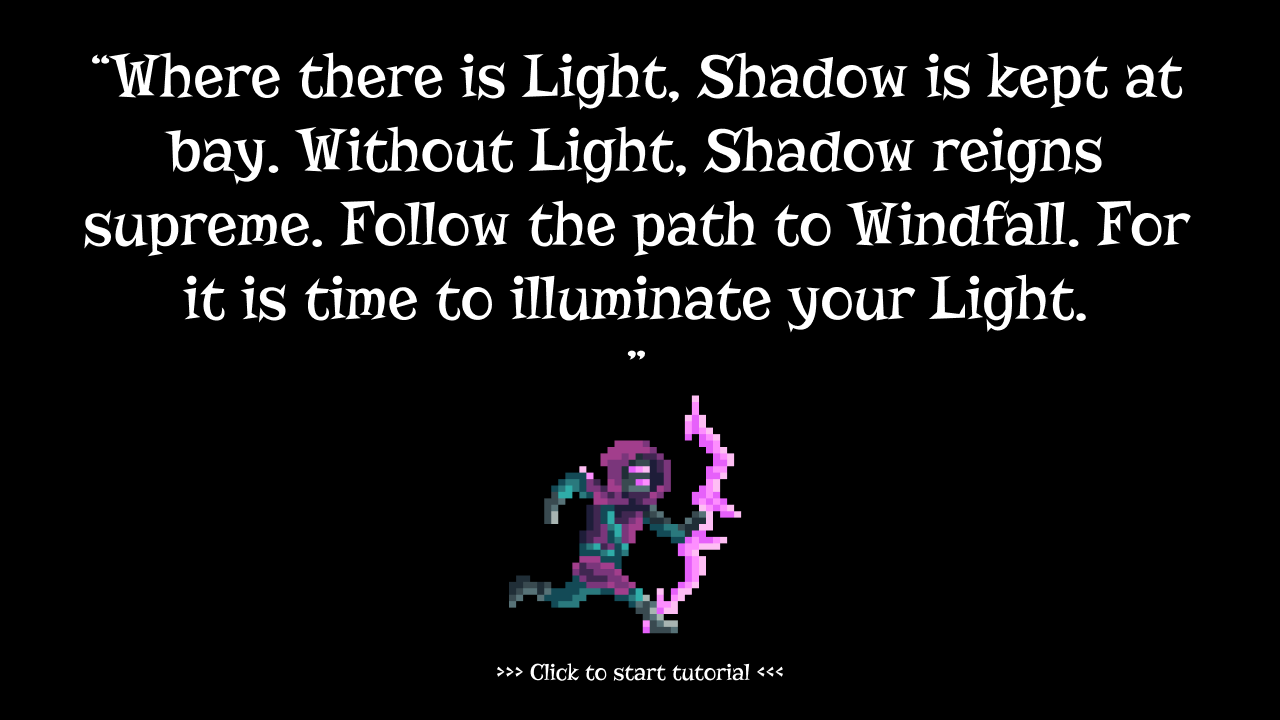 “Where there is Light, Shadow is kept at
bay. Without Light, Shadow reigns
supreme. Follow the path to Windfall. For
it is time to illuminate your Light.
”
>>> Click to start tutorial <<<